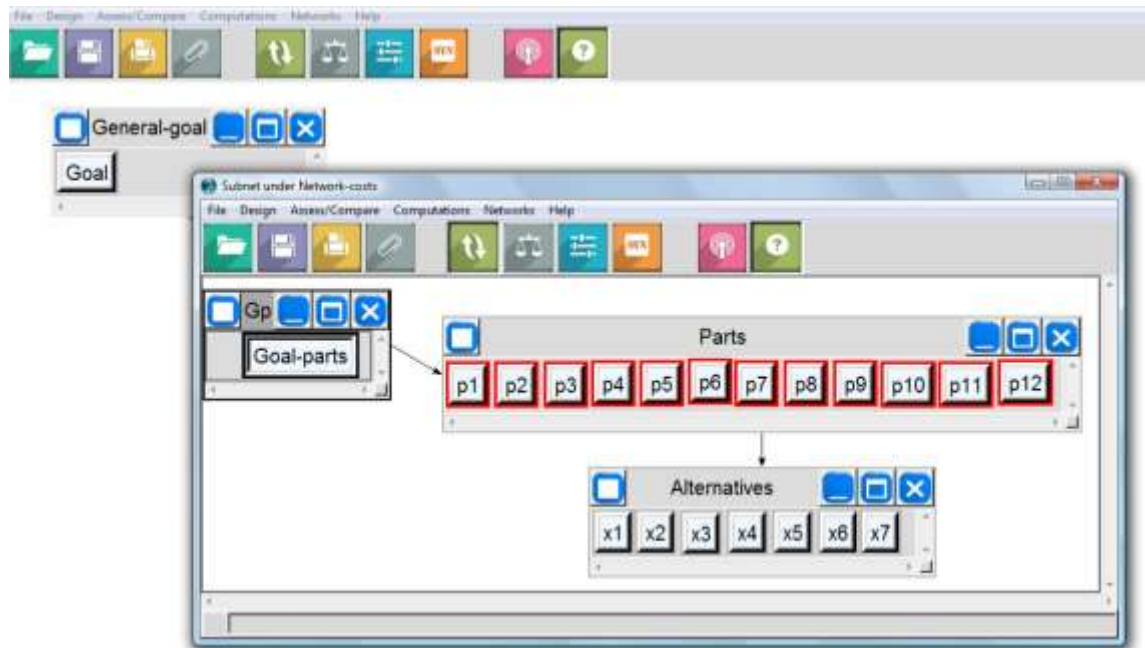 File Design Assess/Compare Computations Networks Help
General-goal
Goal
Subnet under Network-costs
File Design Assess/Compare Computations Networks Help
Gp
Goal-parts
Parts
p1 p2 p3 p4 p5 p6 p7 p8 p9 p10 p11 p12
Alternatives
x1 x2 x3 x4 x5 x6 x7